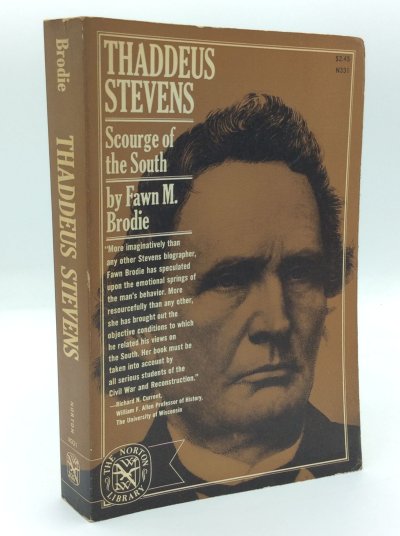 Brodie
THADDEUS STEVENS
NORTON
THADDEUS
STEVENS
$2.45
N331
Scourge of
the South
by Fawn M.
Brodie
"More imaginatively than
any other Stevens biographer,
Fawn Brodie has speculated
upon the emotional springs of
the man's behavior. More
resourcefully than any other,
she has brought out the
objective conditions to which
he related his views on
the South. Her book must be
taken into account by
all serious students of the
Civil War and Reconstruction."
—Richard N. Current,
William F. Allen Professor of History,
The University of Wisconsin
THE NORTON
LIBRARY